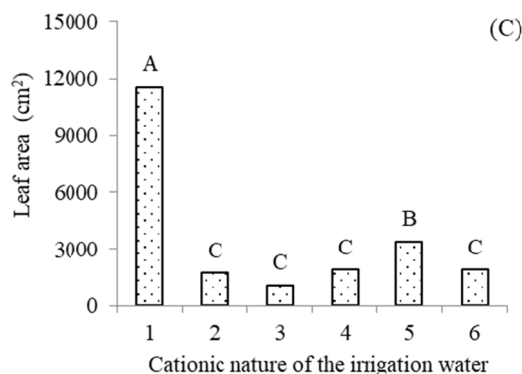 (C)
Leaf area (cm²)
15000
12000
9000
6000
3000
0
A
C
C
C
B
C
1 2 3 4 5 6
Cationic nature of the irrigation water